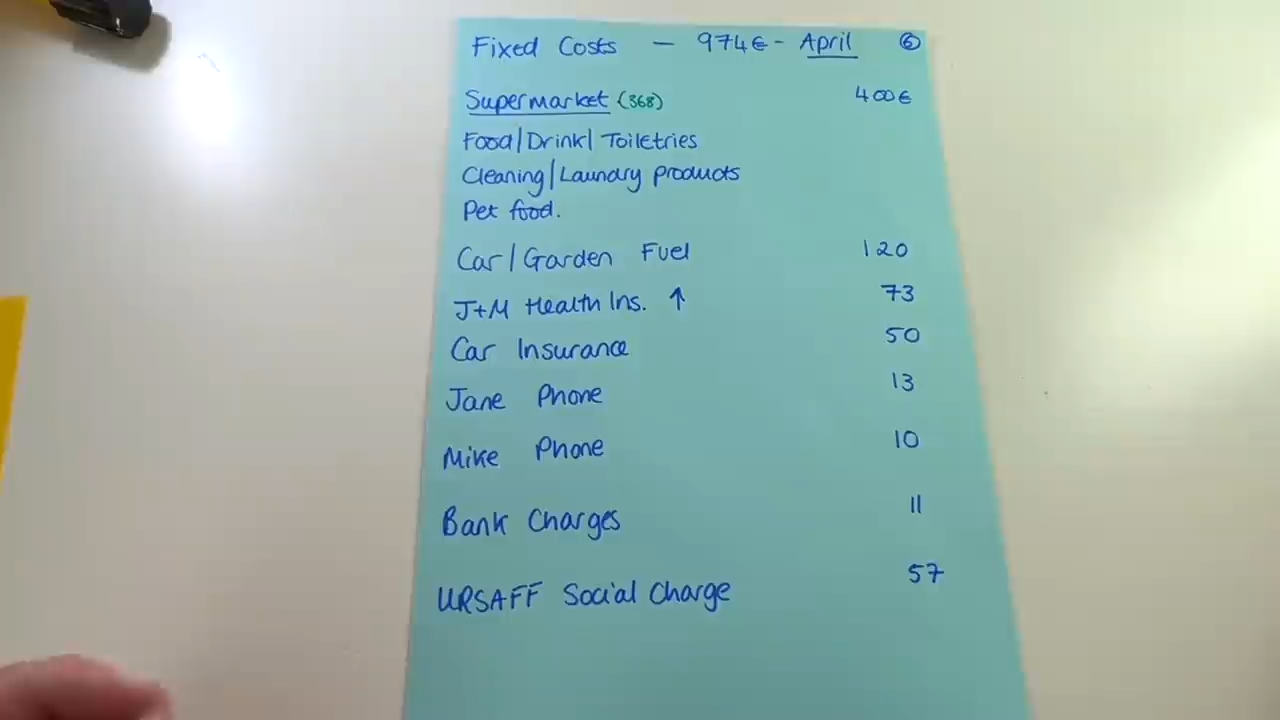 Fixed Costs - 974€ - April ⑥
Supermarket (368) 400€
Food/Drink/Toiletries
Cleaning/Laundry products
Pet food.
Car/Garden Fuel 120
J+M Health Ins. ↑ 73
Car Insurance 50
Jane Phone 13
Mike Phone 10
Bank Charges 11
URSAFF Social Charge 57